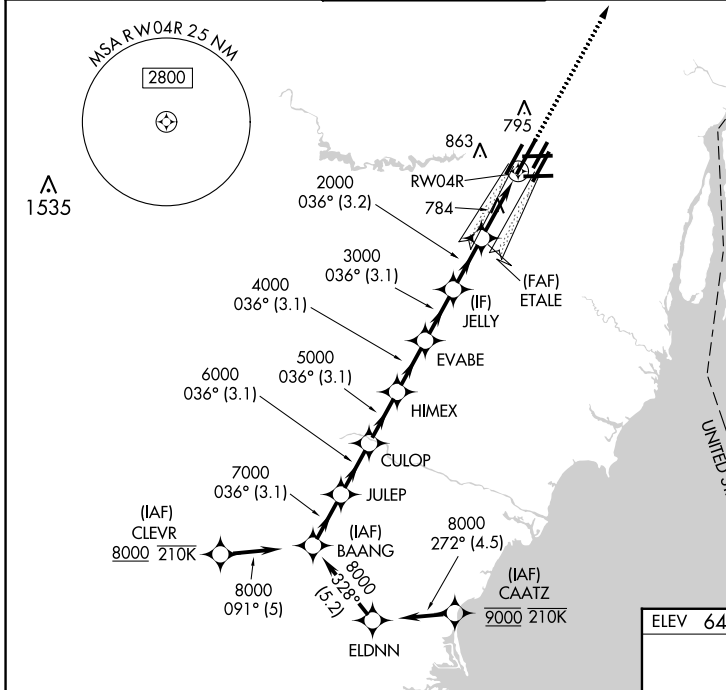 MSA RW04R 25 NM
2800
1535
863
795
RW04R
784
2000
036° (3.2)
3000
036° (3.1)
(FAF)
ETALE
4000
036° (3.1)
(IF)
JELLY
EVABE
5000
036° (3.1)
HIMEX
6000
036° (3.1)
CULOP
7000
036° (3.1)
JULEP
(IAF)
CLEVR
8000 210K
8000
091° (5)
(IAF)
BAANG
8000
328°
(5.2)
ELDNN
8000
272° (4.5)
(IAF)
CAATZ
9000 210K
UNITED
ELEV 64